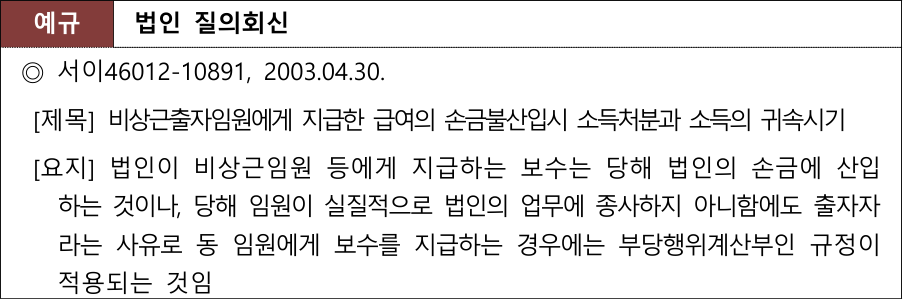 예규 법인 질의회신
◎ 서이46012-10891, 2003.04.30.
[제목] 비상근출자임원에게 지급한 급여의 손금불산입시 소득처분과 소득의 귀속시기
[요지] 법인이 비상근임원 등에게 지급하는 보수는 당해 법인의 손금에 산입
하는 것이나, 당해 임원이 실질적으로 법인의 업무에 종사하지 아니함에도 출자자
라는 사유로 동 임원에게 보수를 지급하는 경우에는 부당행위계산부인 규정이
적용되는 것임